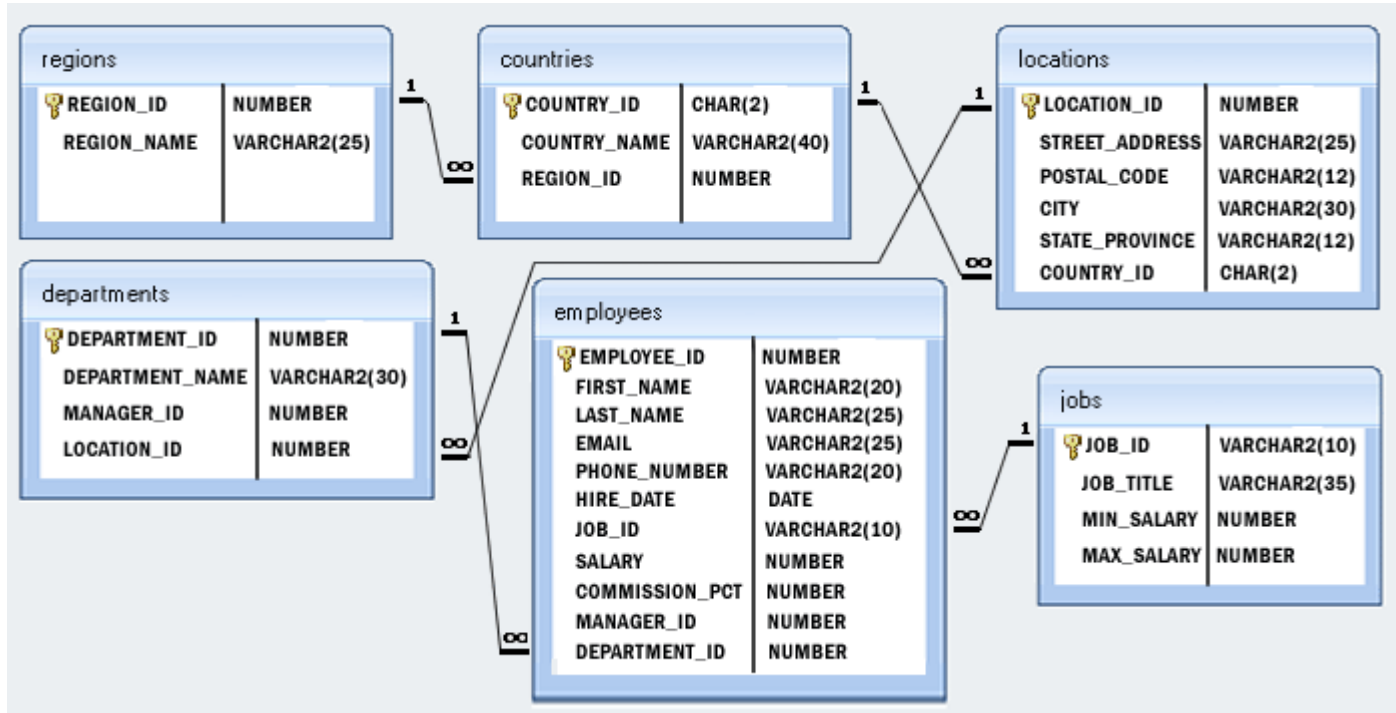 regions
REGION_ID NUMBER
REGION_NAME VARCHAR2(25)
1
∞
countries
COUNTRY_ID CHAR(2)
COUNTRY_NAME VARCHAR2(40)
REGION_ID NUMBER
1
∞
locations
LOCATION_ID NUMBER
STREET_ADDRESS VARCHAR2(25)
POSTAL_CODE VARCHAR2(12)
CITY VARCHAR2(30)
STATE_PROVINCE VARCHAR2(12)
COUNTRY_ID CHAR(2)
1
∞
departments
DEPARTMENT_ID NUMBER
DEPARTMENT_NAME VARCHAR2(30)
MANAGER_ID NUMBER
LOCATION_ID NUMBER
1
∞
employees
EMPLOYEE_ID NUMBER
FIRST_NAME VARCHAR2(20)
LAST_NAME VARCHAR2(25)
EMAIL VARCHAR2(25)
PHONE_NUMBER VARCHAR2(20)
HIRE_DATE DATE
JOB_ID VARCHAR2(10)
SALARY NUMBER
COMMISSION_PCT NUMBER
MANAGER_ID NUMBER
DEPARTMENT_ID NUMBER
1
∞
jobs
JOB_ID VARCHAR2(10)
JOB_TITLE VARCHAR2(35)
MIN_SALARY NUMBER
MAX_SALARY NUMBER